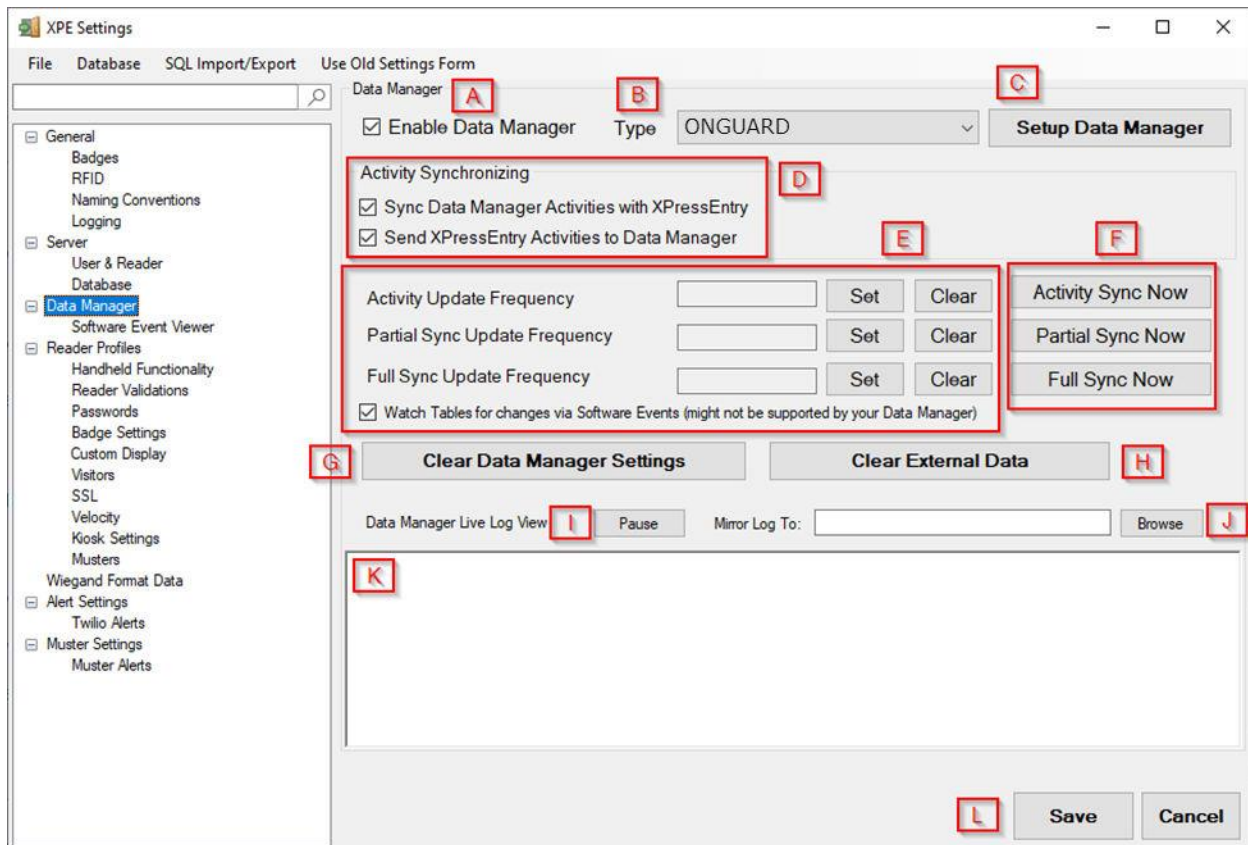 XPE Settings
File Database SQL Import/Export Use Old Settings Form
General
Badges
RFID
Naming Conventions
Logging
Server
User & Reader
Database
Data Manager
Software Event Viewer
Reader Profiles
Handheld Functionality
Reader Validations
Passwords
Badge Settings
Custom Display
Visitors
SSL
Velocity
Kiosk Settings
Musters
Wiegand Format Data
Alert Settings
Twilio Alerts
Muster Settings
Muster Alerts
Data Manager A B C
Enable Data Manager Type ONGUARD Setup Data Manager
Activity Synchronizing D
Sync Data Manager Activities with XPressEntry
Send XPressEntry Activities to Data Manager E F
Activity Update Frequency Set Clear Activity Sync Now
Partial Sync Update Frequency Set Clear Partial Sync Now
Full Sync Update Frequency Set Clear Full Sync Now
Watch Tables for changes via Software Events (might not be supported by your Data Manager)
G Clear Data Manager Settings Clear External Data H
Data Manager Live Log View I Pause Mirror Log To: Browse J
K
L Save Cancel